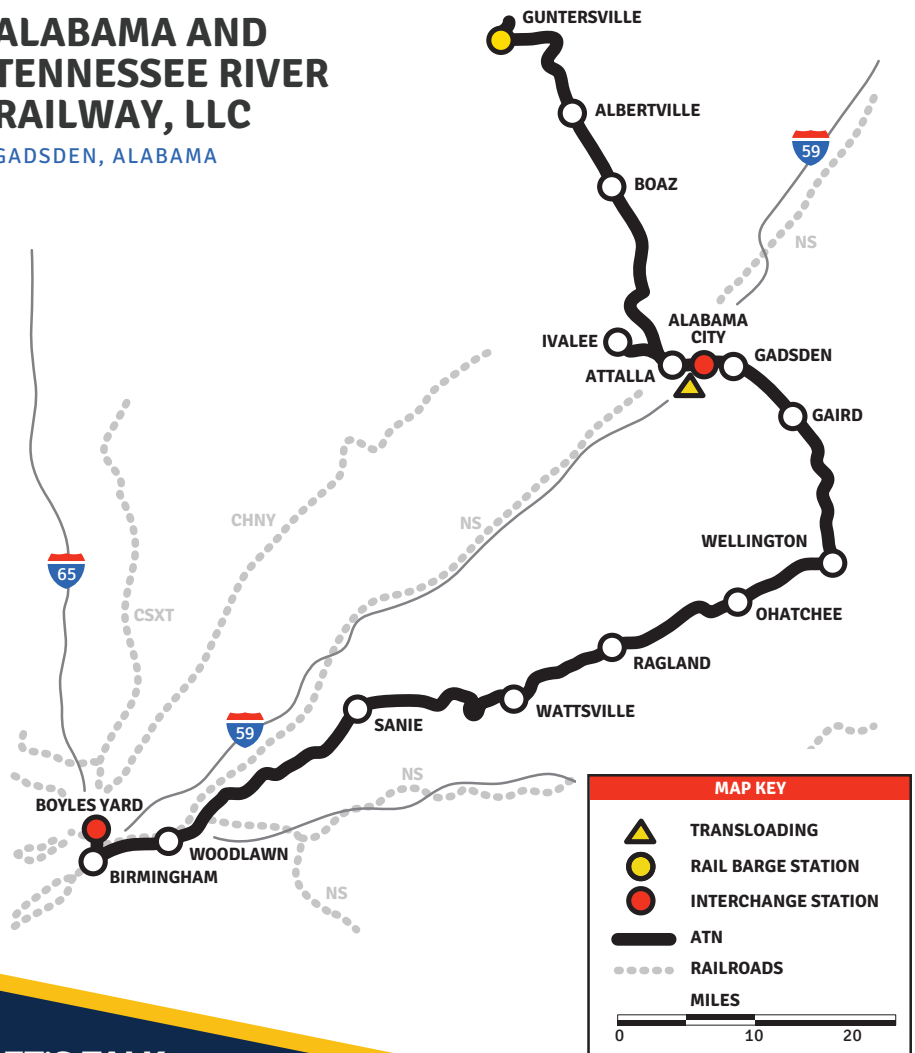 ALABAMA AND
TENNESSEE RIVER
RAILWAY, LLC
GADSDEN, ALABAMA
GUNTERSVILLE
ALBERTVILLE
59
BOAZ
NS
ALABAMA
CITY
IVALEE
GADSDEN
ATTALLA
GAIRD
CHNY
NS
WELLINGTON
65
CSXT
OHATCHEE
RAGLAND
WATTSVILLE
SANIE
59
NS
BOYLES YARD
WOODLAWN
BIRMINGHAM
NS
MAP KEY
TRANSLOADING
RAIL BARGE STATION
INTERCHANGE STATION
ATN
RAILROADS
MILES
0 10 20